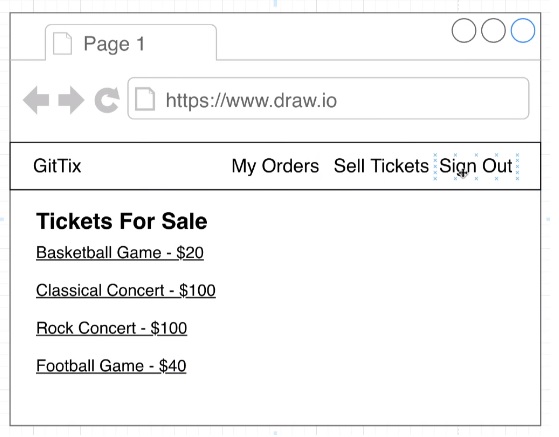 Page 1
https://www.draw.io
GitTix My Orders Sell Tickets Sign Out
Tickets For Sale
Basketball Game - $20
Classical Concert - $100
Rock Concert - $100
Football Game - $40